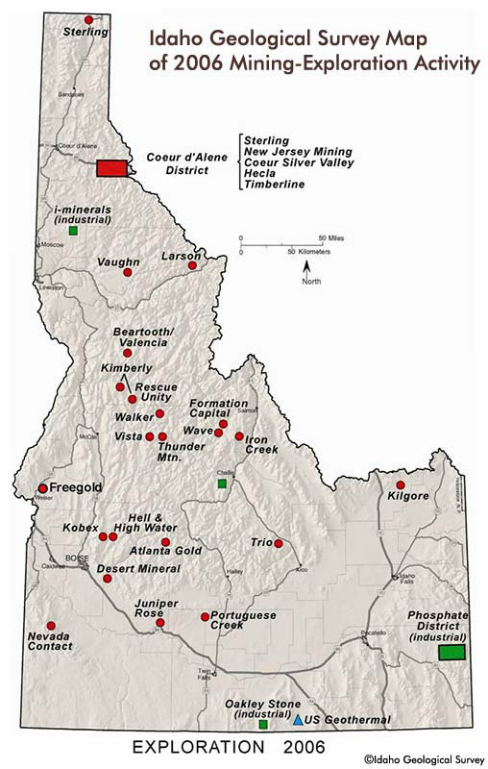 Idaho Geological Survey Map
of 2006 Mining-Exploration Activity
Sterling
Sandpoint
Coeur d'Alene
Coeur d'Alene
District
Sterling
New Jersey Mining
Coeur Silver Valley
Hecla
Timberline
i-minerals
(industrial)
Moscow
Vaughn
Larson
0 50 Miles
0 50 Kilometers
North
Lewiston
Beartooth/
Valencia
Kimberly
Rescue
Unity
Walker
Formation
Capital
Salmon
Wave
Iron
Creek
McCall
Vista
Thunder
Mtn.
Challis
Freegold
Weiser
Kilgore
Kobex
Hell &
High Water
Atlanta Gold
Trio
BOISE
Caldwell
Desert Mineral
Hailey
Arco
Idaho
Falls
Juniper
Rose
Portuguese
Creek
Phosphate
District
(industrial)
Nevada
Contact
Pocatello
Twin
Falls
Oakley Stone
(industrial)
US Geothermal
EXPLORATION 2006
©Idaho Geological Survey